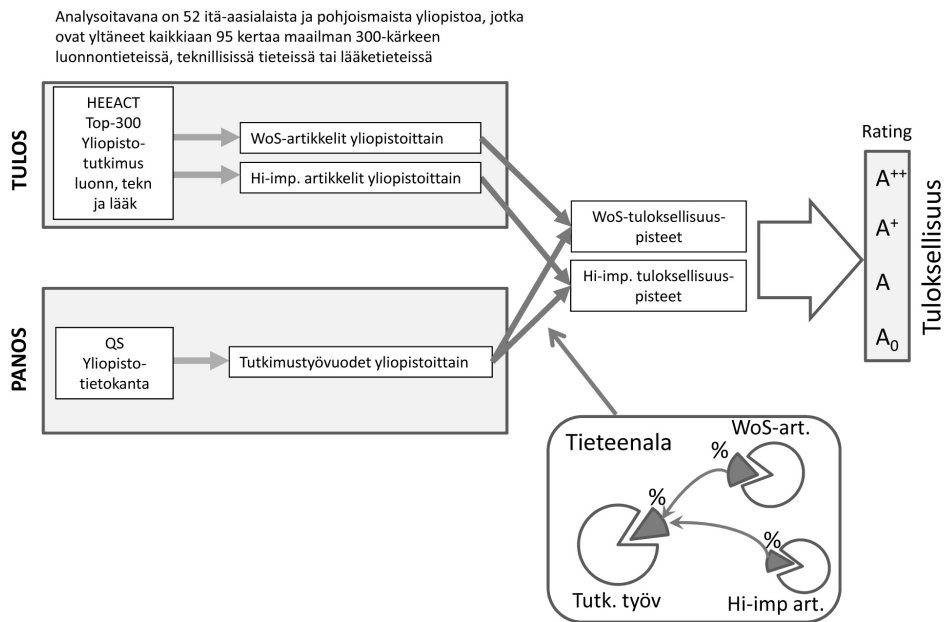 Analysoitavana on 52 itä-aasialaista ja pohjoismaista yliopistoa, jotka
ovat yltäneet kaikkiaan 95 kertaa maailman 300-kärkeen
luonnontieteissä, teknillisissä tieteissä tai lääketieteissä
TULOS
HEEACT
Top-300
Yliopisto-
tutkimus
luonn, tekn
ja lääk
WoS-artikkelit yliopistoittain
Hi-imp. artikkelit yliopistoittain
PANOS
QS
Yliopisto-
tietokanta
Tutkimustyövuodet yliopistoittain
WoS-tuloksellisuus-
pisteet
Hi-imp. tuloksellisuus-
pisteet
Rating
A++
A+
A
A0
Tuloksellisuus
Tieteenala
WoS-art.
%
%
%
Tutk. työv
Hi-imp art.